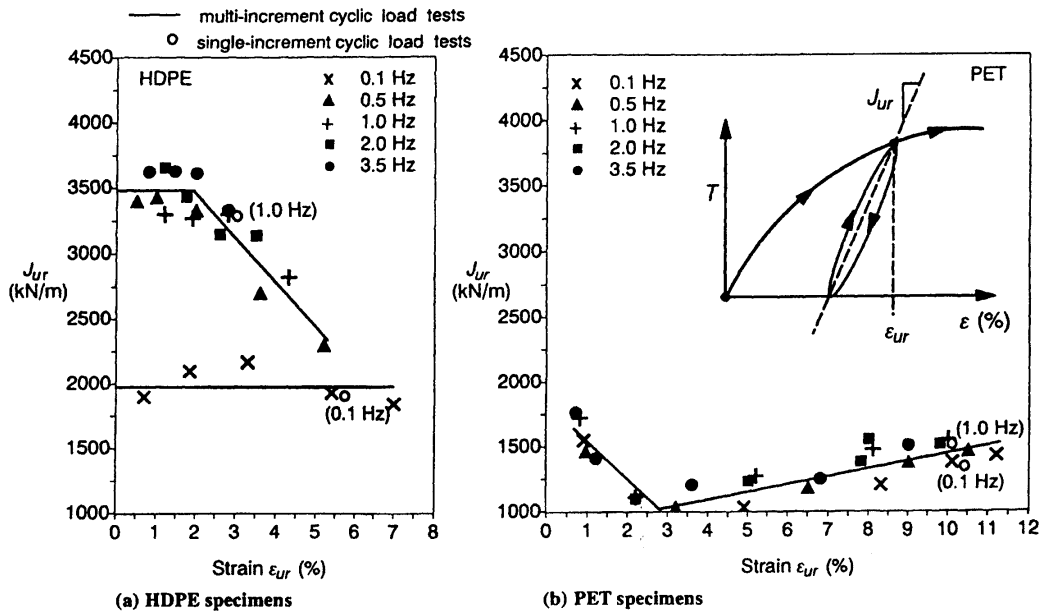 multi-increment cyclic load tests
single-increment cyclic load tests
HDPE
0.1 Hz
0.5 Hz
1.0 Hz
2.0 Hz
3.5 Hz
4500
4000
3500
3000
2500
2000
1500
1000
J_ur
(kN/m)
(1.0 Hz)
(0.1 Hz)
0 1 2 3 4 5 6 7 8
Strain ε_ur (%)
(a) HDPE specimens
PET
0.1 Hz
0.5 Hz
1.0 Hz
2.0 Hz
3.5 Hz
4500
4000
3500
3000
2500
2000
1500
1000
J_ur
(kN/m)
J_ur
T
ε (%)
ε_ur
(1.0 Hz)
(0.1 Hz)
0 1 2 3 4 5 6 7 8 9 10 11 12
Strain ε_ur (%)
(b) PET specimens